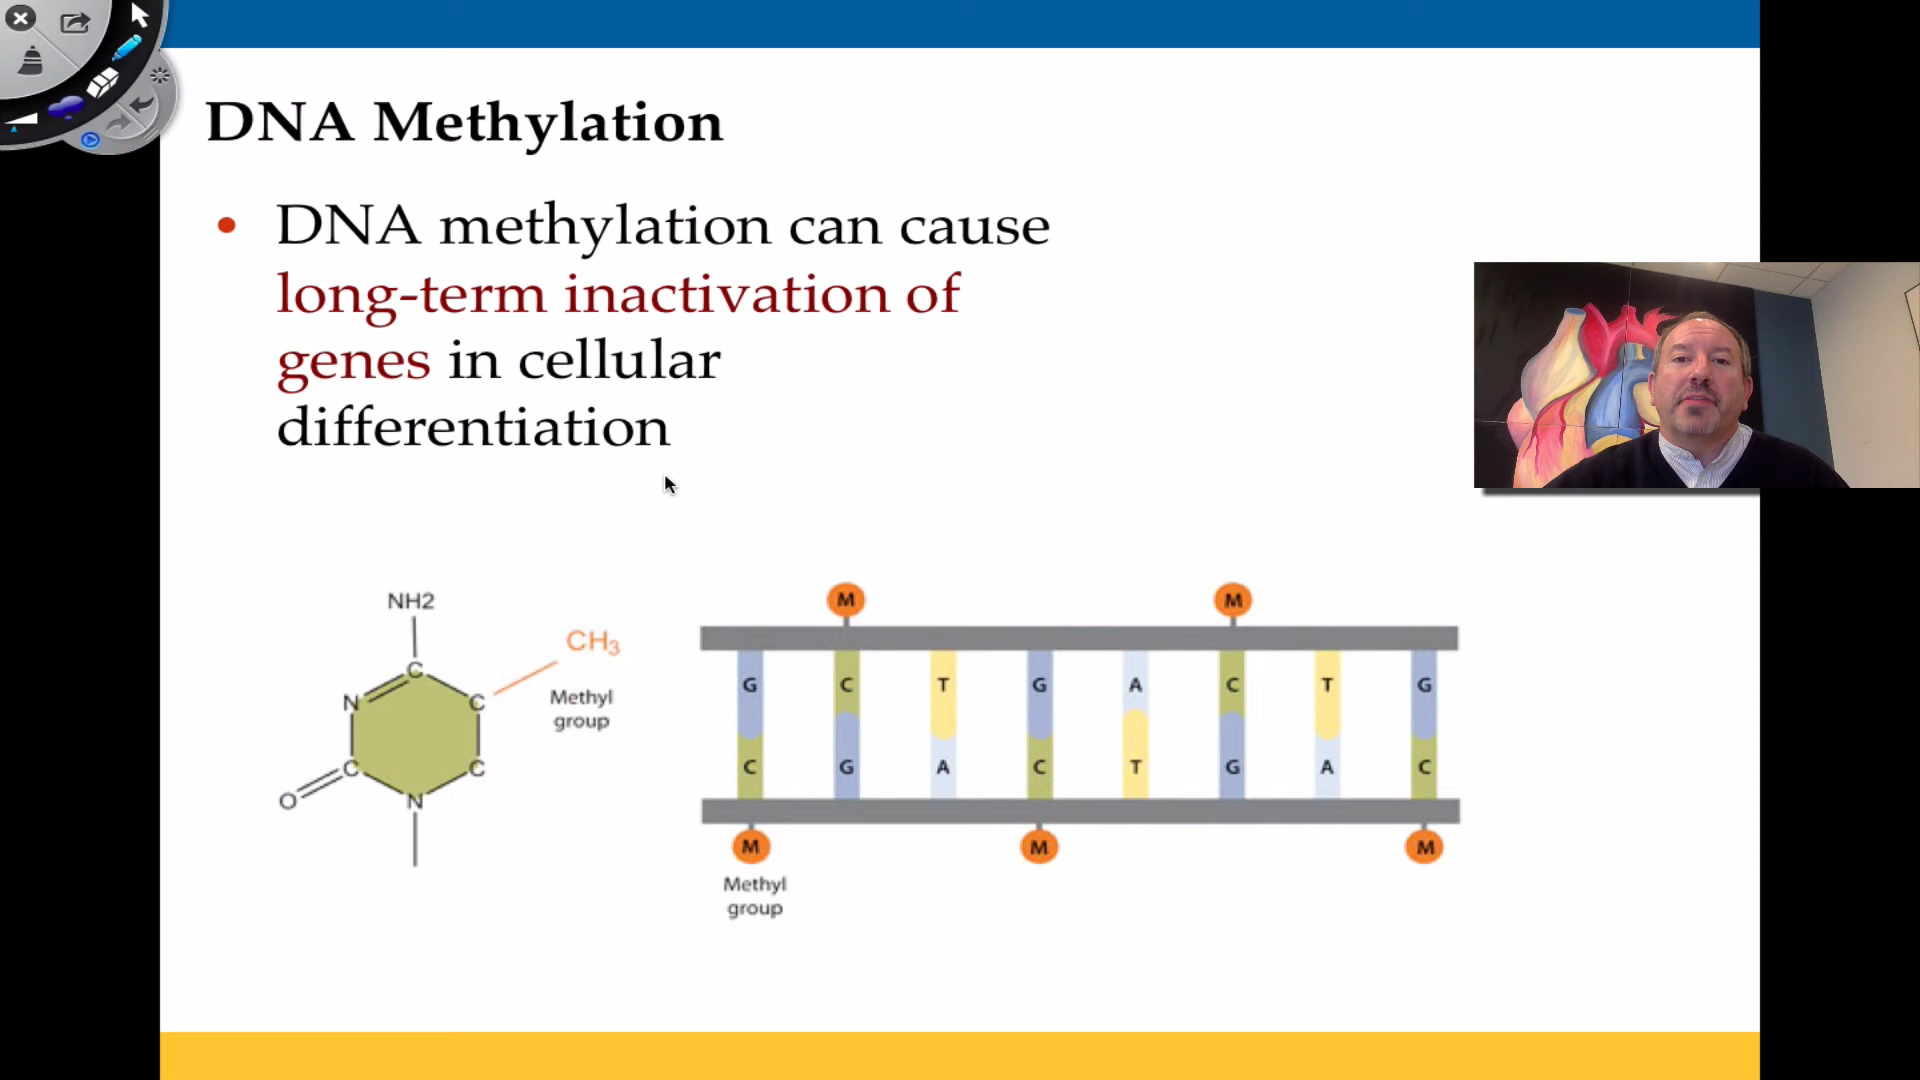 DNA Methylation
• DNA methylation can cause
long-term inactivation of
genes in cellular
differentiation
NH2
CH3
C
N
C
Methyl
group
C
C
O
N
M
M
G C T G A C T G
C G A C T G A C
M
M
M
Methyl
group